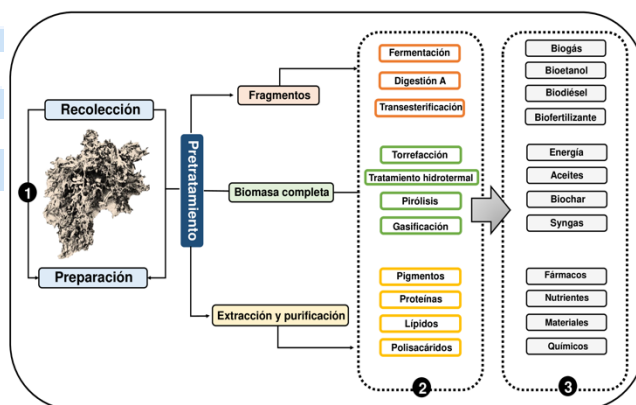 1
Recolección
Preparación
Pretratamiento
Fragmentos
Biomasa completa
Extracción y purificación
Fermentación
Digestión A
Transesterificación
Torrefacción
Tratamiento hidrotermal
Pirólisis
Gasificación
Pigmentos
Proteínas
Lípidos
Polisacáridos
2
Biogás
Bioetanol
Biodiésel
Biofertilizante
Energía
Aceites
Biochar
Syngas
Fármacos
Nutrientes
Materiales
Químicos
3